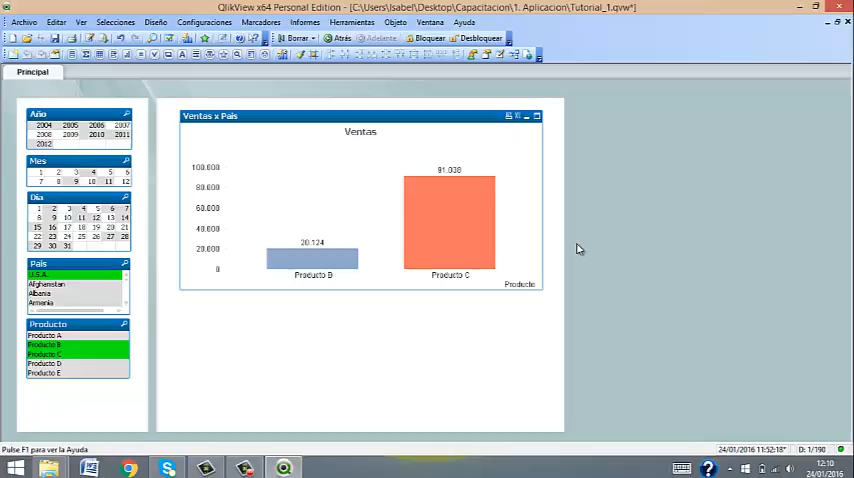 QlikView x64 Personal Edition - [C:\Users\Isabel\Desktop\Capacitacion\1. Aplicacion\Tutorial_1.qvw*]
Archivo Editar Ver Selecciones Diseño Configuraciones Marcadores Informes Herramientas Objeto Ventana Ayuda
Borrar Atrás Adelante Bloquear Desbloquear
Principal
Año
2004 2005 2006 2007
2008 2009 2010 2011
2012
Mes
1 2 3 4 5 6
7 8 9 10 11 12
Día
1 2 3 4 5 6 7
8 9 10 11 12 13 14
15 16 17 18 19 20 21
22 23 24 25 26 27 28
29 30 31
País
U.S.A.
Afghanistan
Albania
Armenia
Producto
Producto A
Producto B
Producto C
Producto D
Producto E
Ventas x País
XL
Ventas
100.000
80.000
60.000
40.000
20.000
0
20.124
91.038
Producto B
Producto C
Producto
Pulse F1 para ver la Ayuda
24/01/2016 11:52:18*
D: 1/190
12:10
24/01/2016